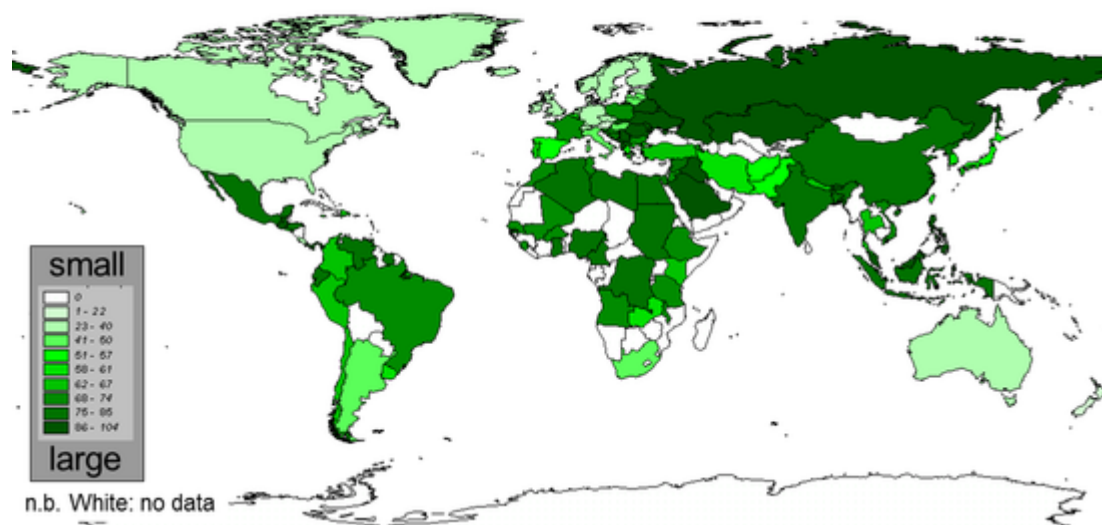 small
0
1 - 22
23 - 40
41 - 50
51 - 57
58 - 61
62 - 67
68 - 74
75 - 85
86 - 104
large
n.b. White: no data